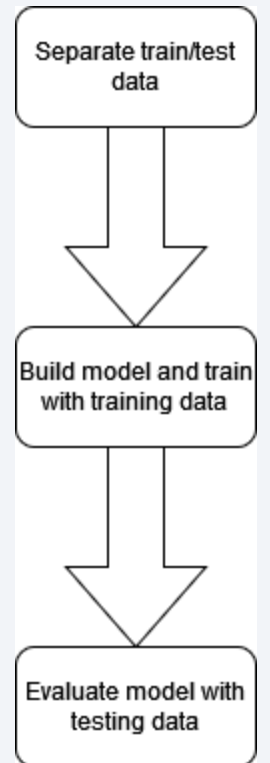 Separate train/test
data
Build model and train
with training data
Evaluate model with
testing data